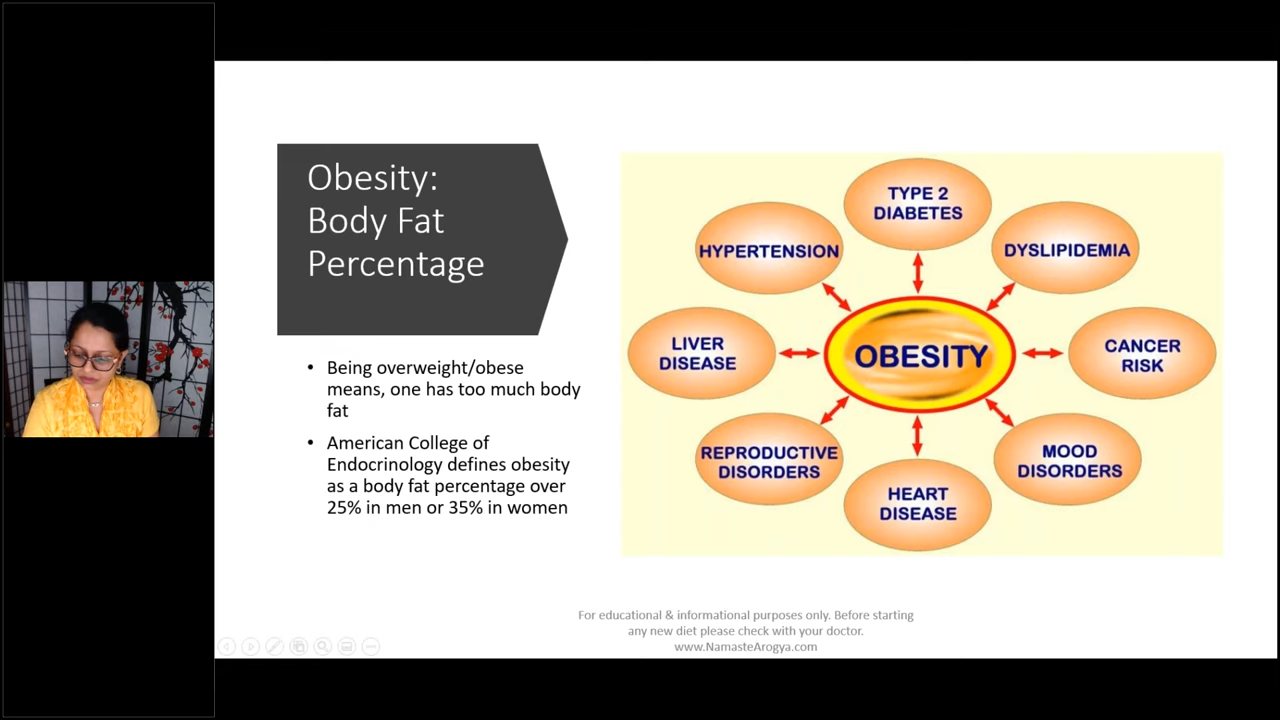 Obesity:
Body Fat
Percentage
• Being overweight/obese
means, one has too much body
fat
• American College of
Endocrinology defines obesity
as a body fat percentage over
25% in men or 35% in women
TYPE 2
DIABETES
HYPERTENSION
DYSLIPIDEMIA
LIVER
DISEASE
OBESITY
CANCER
RISK
REPRODUCTIVE
DISORDERS
MOOD
DISORDERS
HEART
DISEASE
For educational & informational purposes only. Before starting
any new diet please check with your doctor.
www.NamasteArogya.com